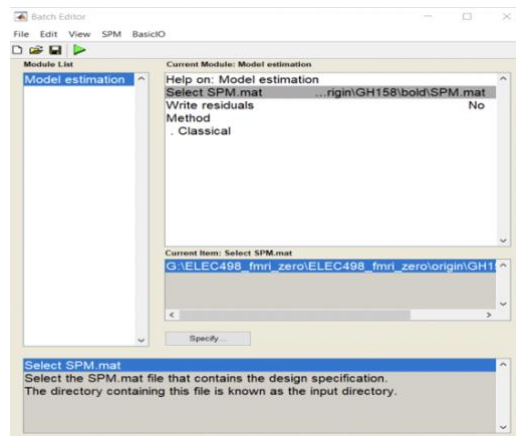 Batch Editor
File Edit View SPM BasicIO
Module List
Current Module: Model estimation
Model estimation
Help on: Model estimation
Select SPM.mat ...rigin\GH158\bold\SPM.mat
Write residuals No
Method
. Classical
Current Item: Select SPM.mat
G:\ELEC498_fmri_zero\ELEC498_fmri_zero\origin\GH1
Specify...
Select SPM.mat
Select the SPM.mat file that contains the design specification.
The directory containing this file is known as the input directory.